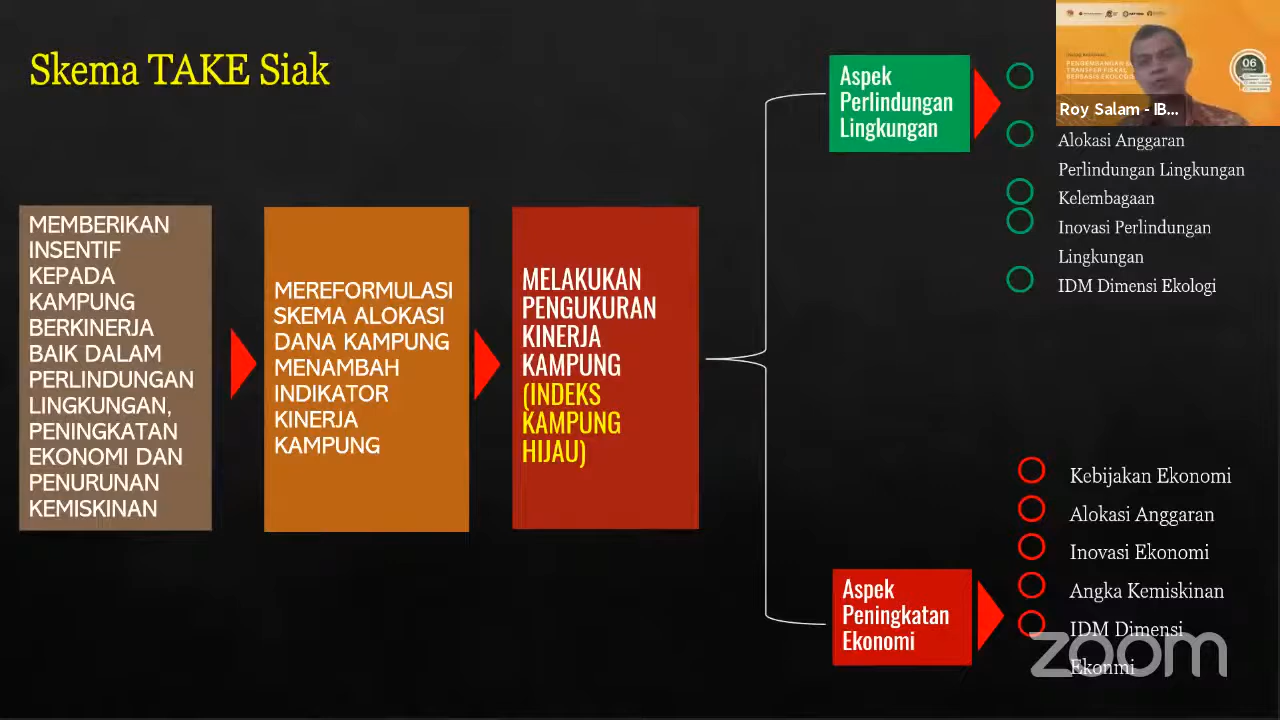 Skema TAKE Siak
MEMBERIKAN
INSENTIF
KEPADA
KAMPUNG
BERKINERJA
BAIK DALAM
PERLINDUNGAN
LINGKUNGAN,
PENINGKATAN
EKONOMI DAN
PENURUNAN
KEMISKINAN
MEREFORMULASI
SKEMA ALOKASI
DANA KAMPUNG
MENAMBAH
INDIKATOR
KINERJA
KAMPUNG
MELAKUKAN
PENGUKURAN
KINERJA
KAMPUNG
(INDEKS
KAMPUNG
HIJAU)
Aspek
Perlindungan
Lingkungan
Alokasi Anggaran
Perlindungan Lingkungan
Kelembagaan
Inovasi Perlindungan
Lingkungan
IDM Dimensi Ekologi
Aspek
Peningkatan
Ekonomi
Kebijakan Ekonomi
Alokasi Anggaran
Inovasi Ekonomi
Angka Kemiskinan
IDM Dimensi
Ekonmi
zoom
06
Roy Salam - IB...